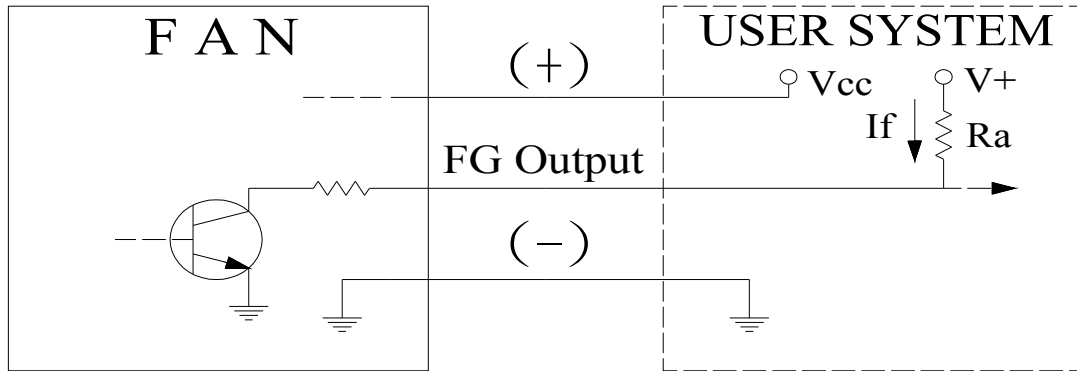 F A N
USER SYSTEM
(+)
Vcc
V+
If
Ra
FG Output
(−)